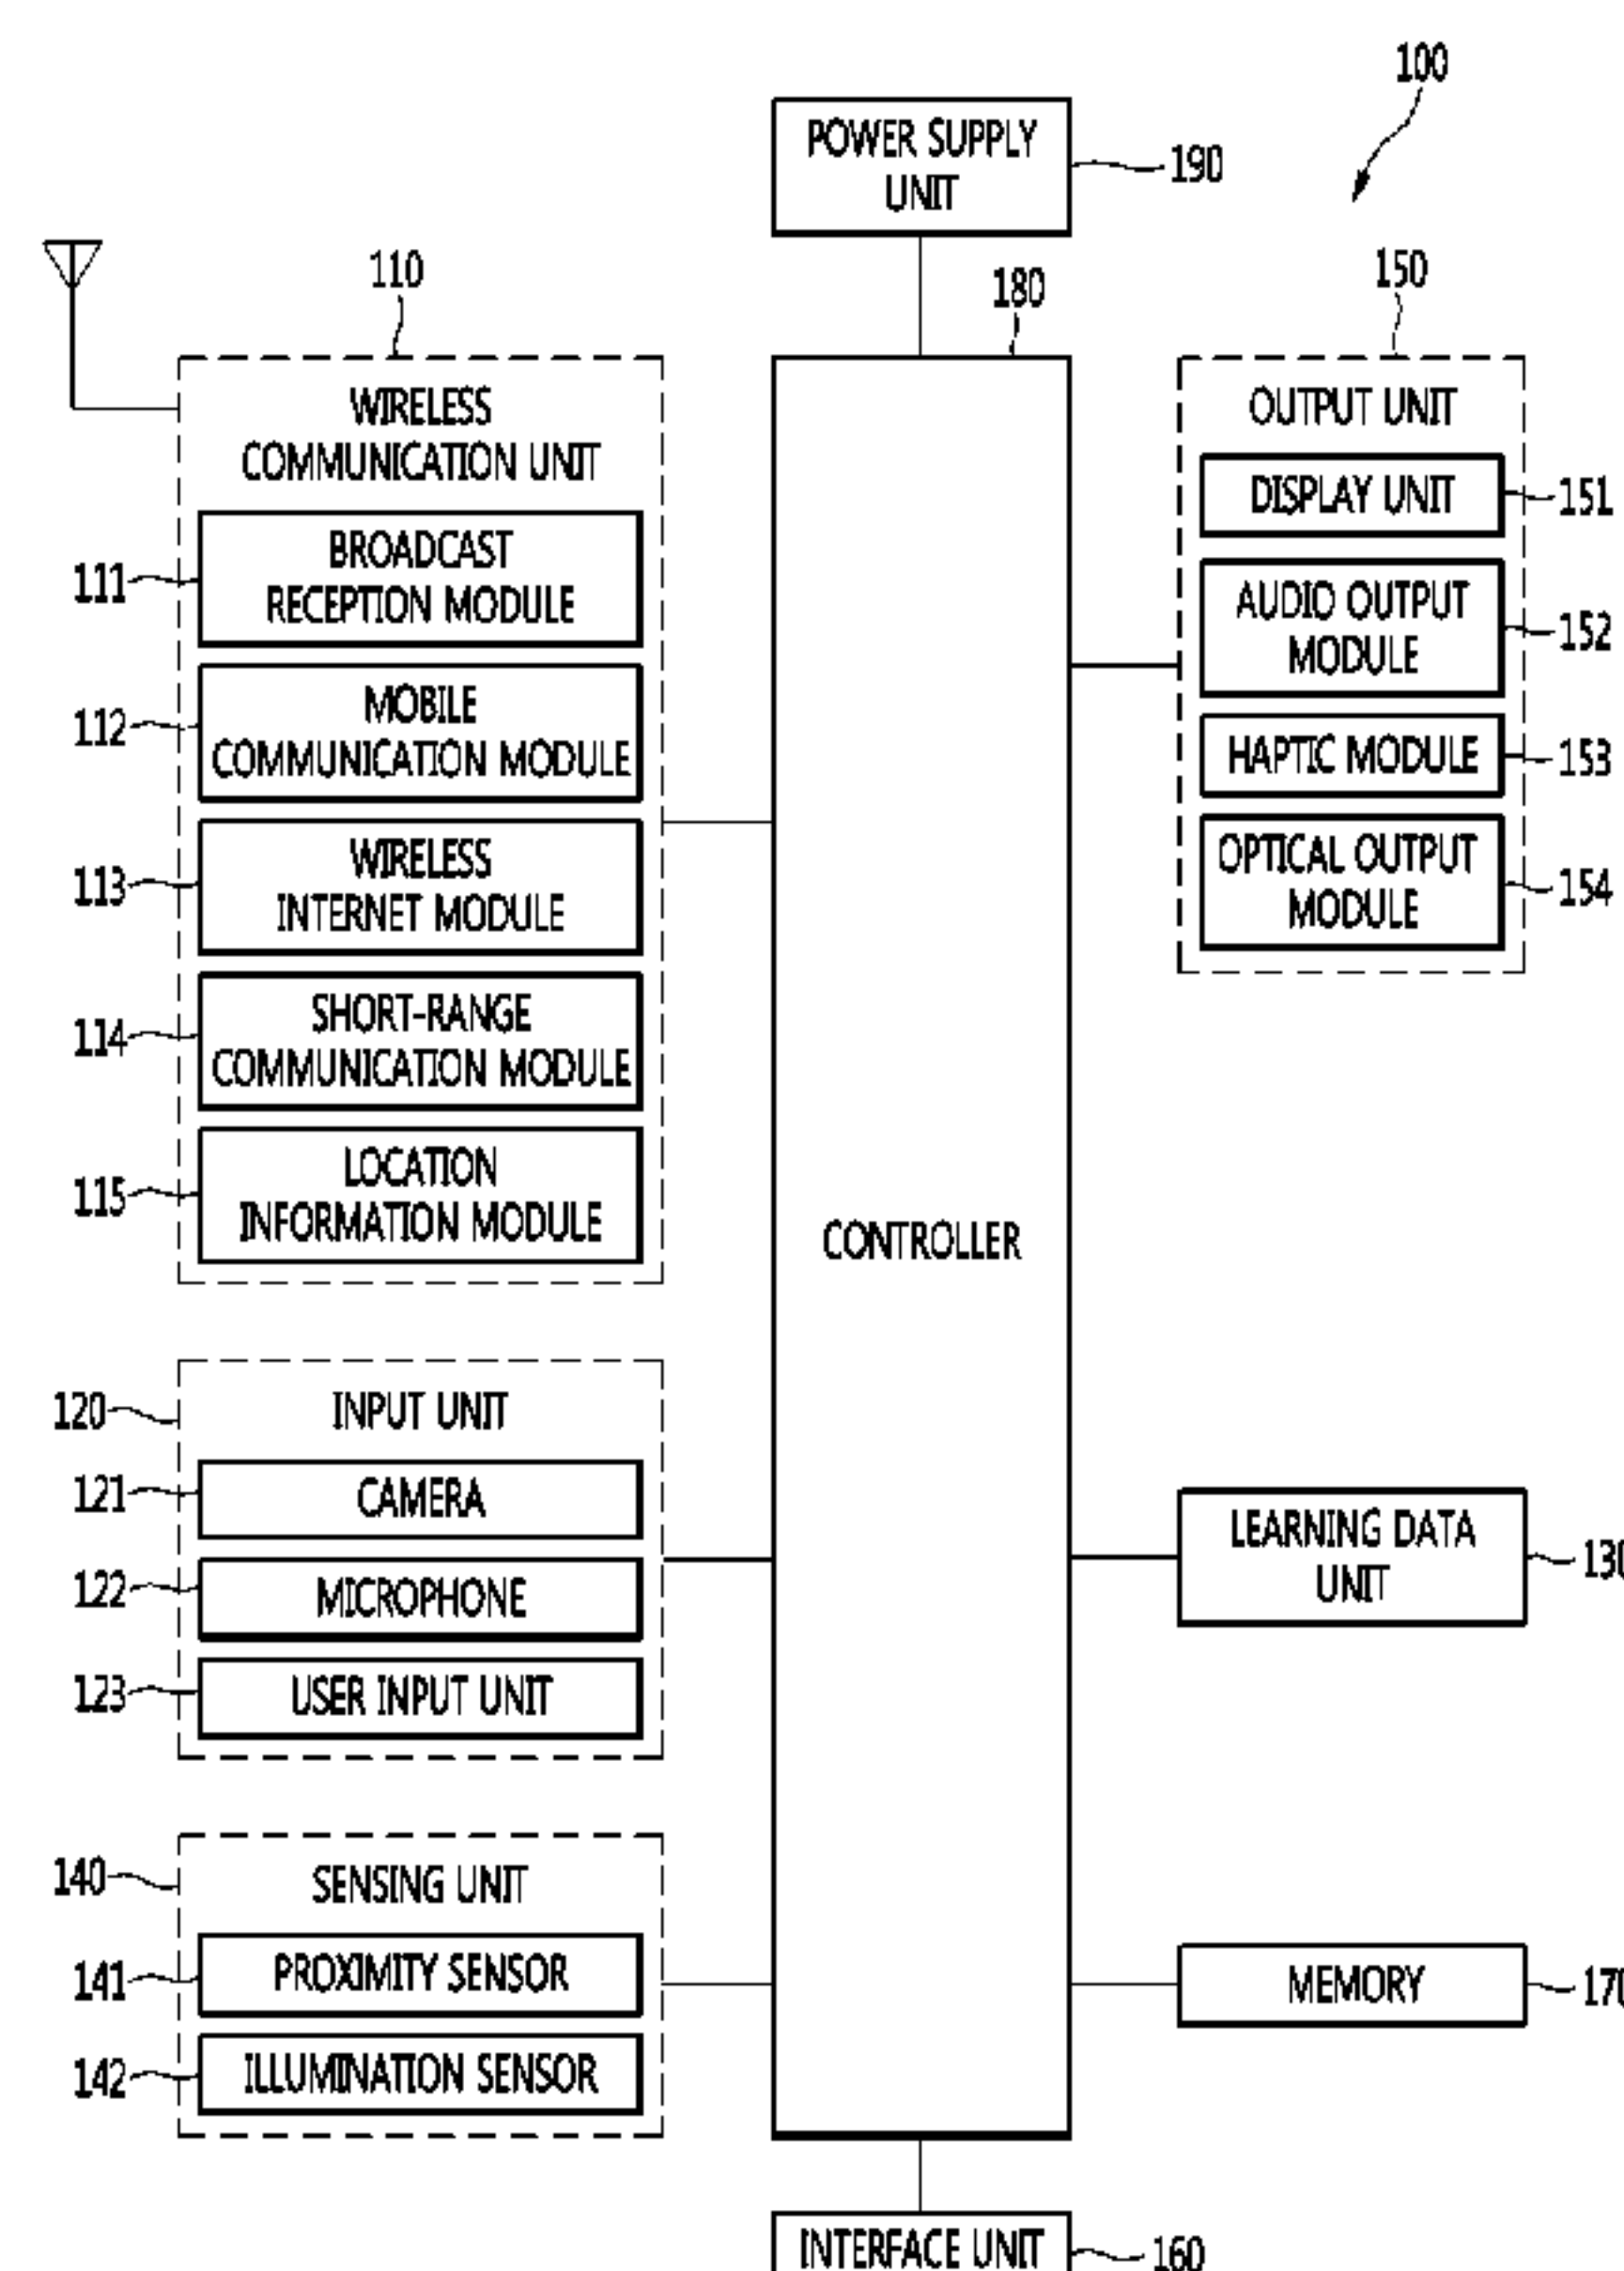 100
POWER SUPPLY
UNIT
190
110
180
150
WIRELESS
COMMUNICATION UNIT
111
BROADCAST
RECEPTION MODULE
112
MOBILE
COMMUNICATION MODULE
113
WIRELESS
INTERNET MODULE
114
SHORT-RANGE
COMMUNICATION MODULE
115
LOCATION
INFORMATION MODULE
120
INPUT UNIT
121
CAMERA
122
MICROPHONE
123
USER INPUT UNIT
140
SENSING UNIT
141
PROXIMITY SENSOR
142
ILLUMINATION SENSOR
CONTROLLER
OUTPUT UNIT
DISPLAY UNIT
151
AUDIO OUTPUT
MODULE
152
HAPTIC MODULE
153
OPTICAL OUTPUT
MODULE
154
LEARNING DATA
UNIT
130
MEMORY
170
INTERFACE UNIT
160